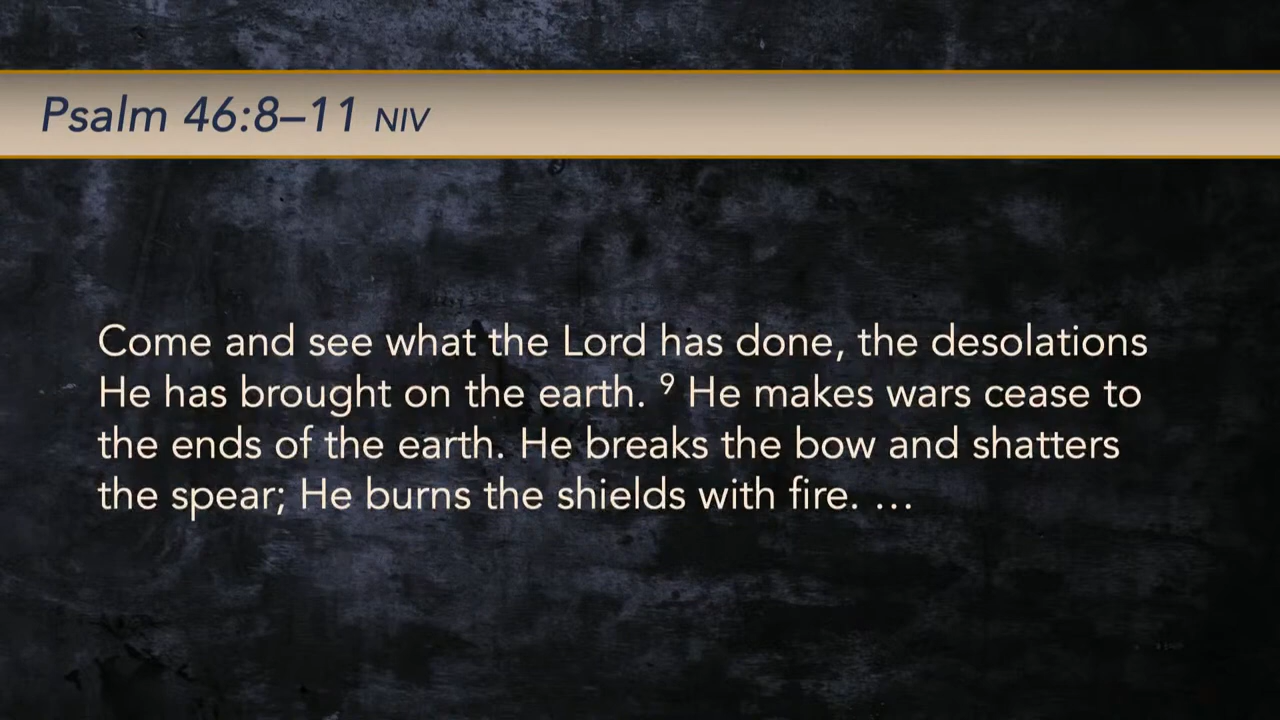 Psalm 46:8–11 NIV
Come and see what the Lord has done, the desolations
He has brought on the earth. ⁹ He makes wars cease to
the ends of the earth. He breaks the bow and shatters
the spear; He burns the shields with fire. …